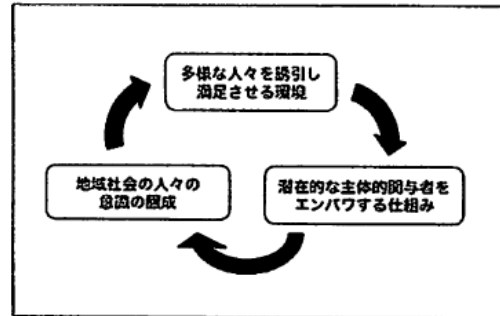 多様な人々を誘引し
満足させる環境
潜在的な主体的関与者を
エンパワする仕組み
地域社会の人々の
意識の醸成